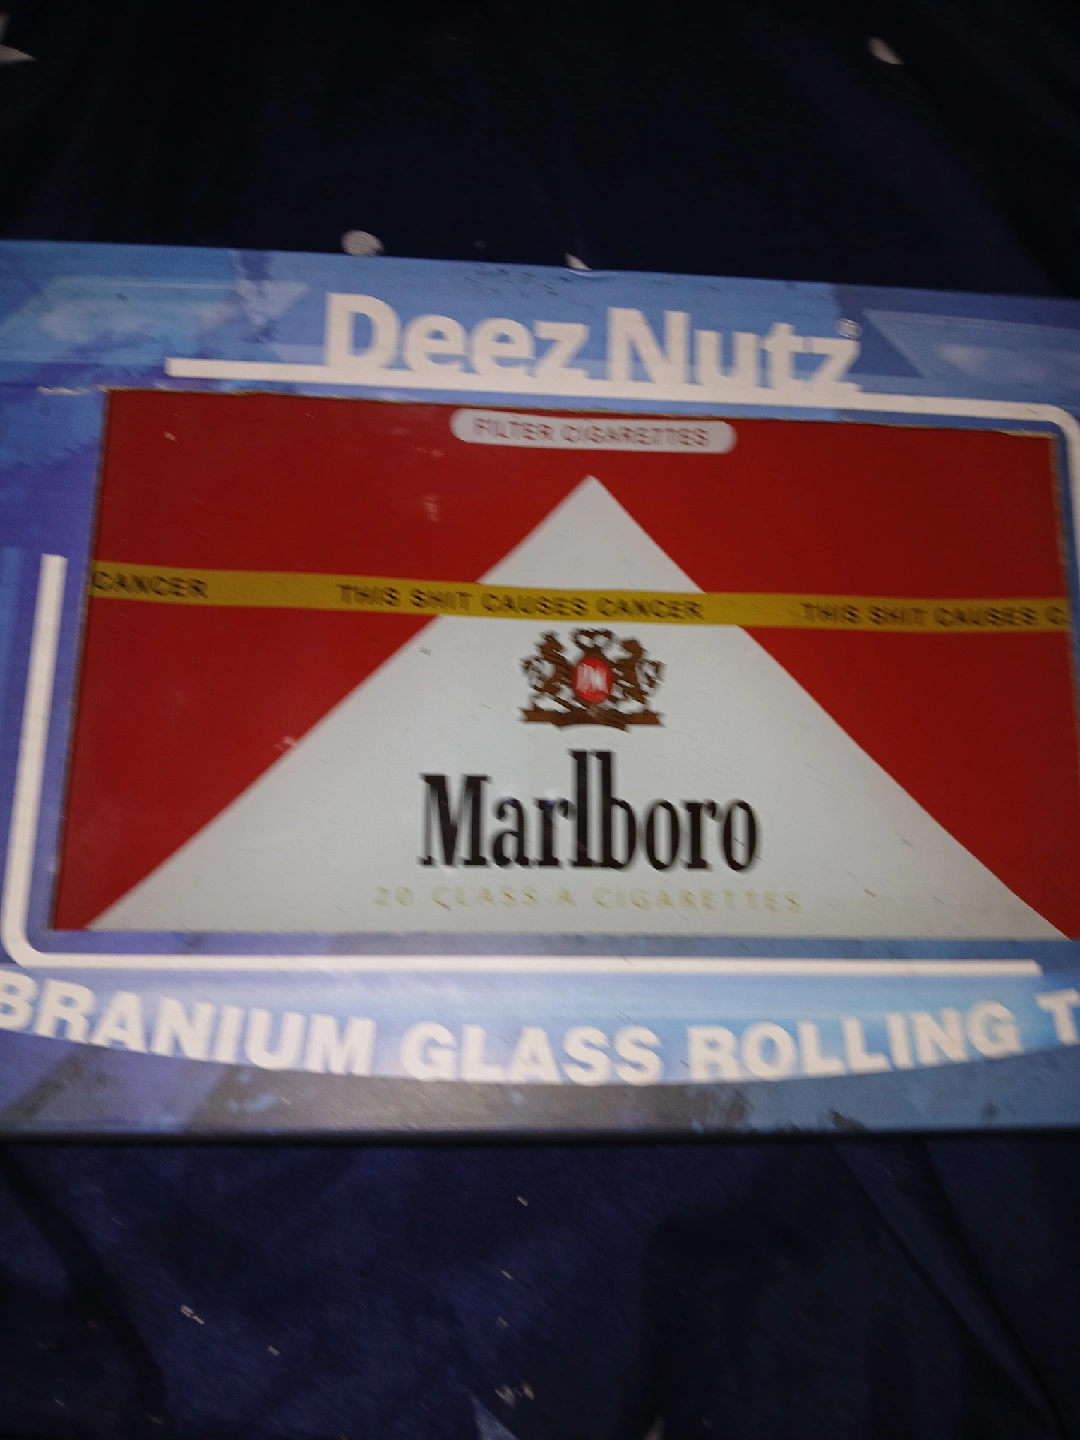 Deez Nutz®
FILTER CIGARETTES
CANCER THIS SHIT CAUSES CANCER THIS SHIT CAUSES C
PM
Marlboro
20 CLASS A CIGARETTES
BRANIUM GLASS ROLLING T